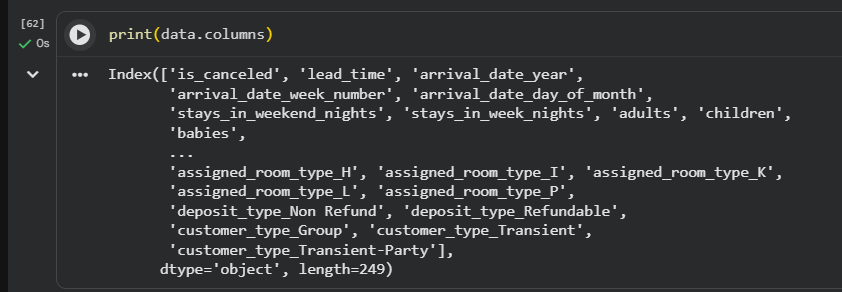 [62]
0s
print(data.columns)
... Index(['is_canceled', 'lead_time', 'arrival_date_year',
'arrival_date_week_number', 'arrival_date_day_of_month',
'stays_in_weekend_nights', 'stays_in_week_nights', 'adults', 'children',
'babies',
...
'assigned_room_type_H', 'assigned_room_type_I', 'assigned_room_type_K',
'assigned_room_type_L', 'assigned_room_type_P',
'deposit_type_Non Refund', 'deposit_type_Refundable',
'customer_type_Group', 'customer_type_Transient',
'customer_type_Transient-Party'],
dtype='object', length=249)